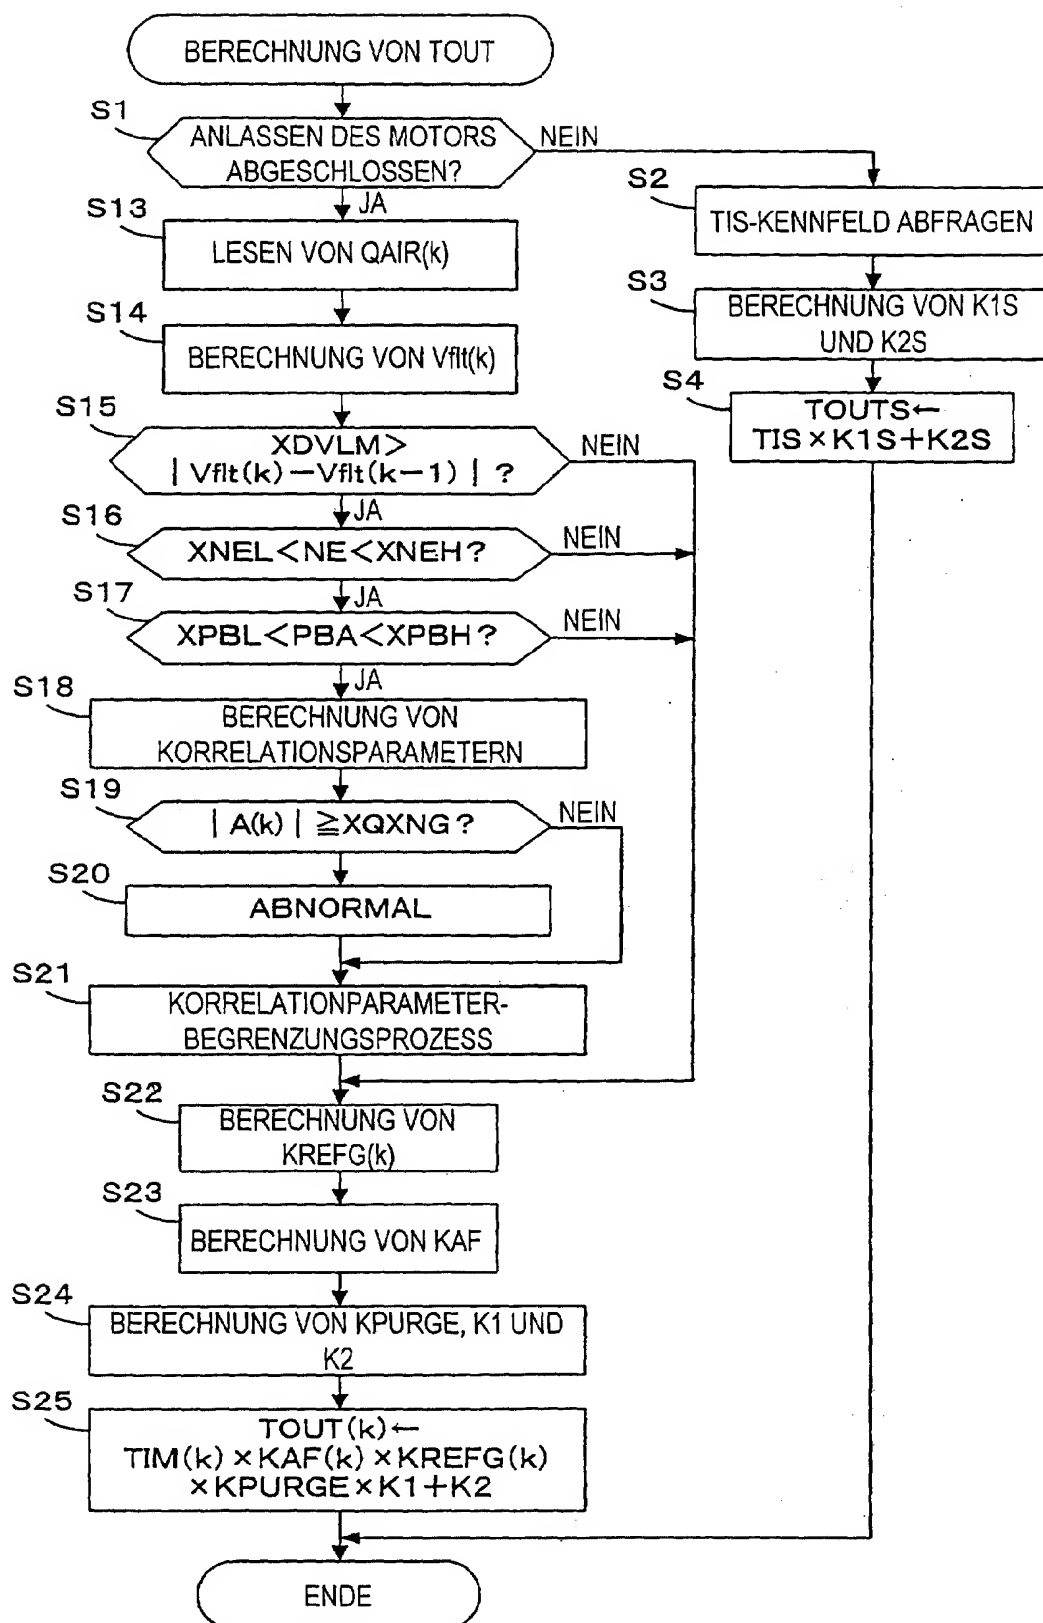 BERECHNUNG VON TOUT
S1
ANLASSEN DES MOTORS
ABGESCHLOSSEN?
NEIN
JA
S2
TIS-KENNFELD ABFRAGEN
S3
BERECHNUNG VON K1S
UND K2S
S4
TOUTS←
TIS×K1S+K2S
S13
LESEN VON QAIR(k)
S14
BERECHNUNG VON Vflt(k)
S15
XDVLM>
|Vflt(k)−Vflt(k−1)| ?
NEIN
JA
S16
XNEL<NE<XNEH?
NEIN
JA
S17
XPBL<PBA<XPBH?
NEIN
JA
S18
BERECHNUNG VON
KORRELATIONSPARAMETERN
S19
|A(k)| ≧XQXNG?
NEIN
S20
ABNORMAL
S21
KORRELATIONPARAMETER-
BEGRENZUNGSPROZESS
S22
BERECHNUNG VON
KREFG(k)
S23
BERECHNUNG VON KAF
S24
BERECHNUNG VON KPURGE, K1 UND
K2
S25
TOUT(k)←
TIM(k)×KAF(k)×KREFG(k)
×KPURGE×K1+K2
ENDE